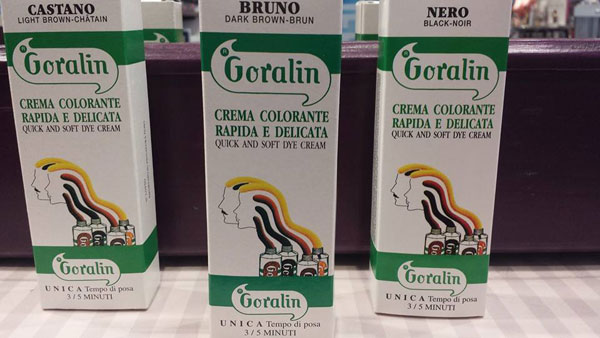 CASTANO
LIGHT BROWN-CHÂTAIN
Goralin
CREMA COLORANTE
RAPIDA E DELICATA
QUICK AND SOFT DYE CREAM
Goralin
UNICA Tempo di posa
3/5 MINUTI
BRUNO
DARK BROWN-BRUN
Goralin
CREMA COLORANTE
RAPIDA E DELICATA
QUICK AND SOFT DYE CREAM
Goralin
UNICA Tempo di posa
3/5 MINUTI
NERO
BLACK-NOIR
Goralin
CREMA COLORANTE
RAPIDA E DELICATA
QUICK AND SOFT DYE CREAM
Goralin
UNICA Tempo di posa
3/5 MINUTI